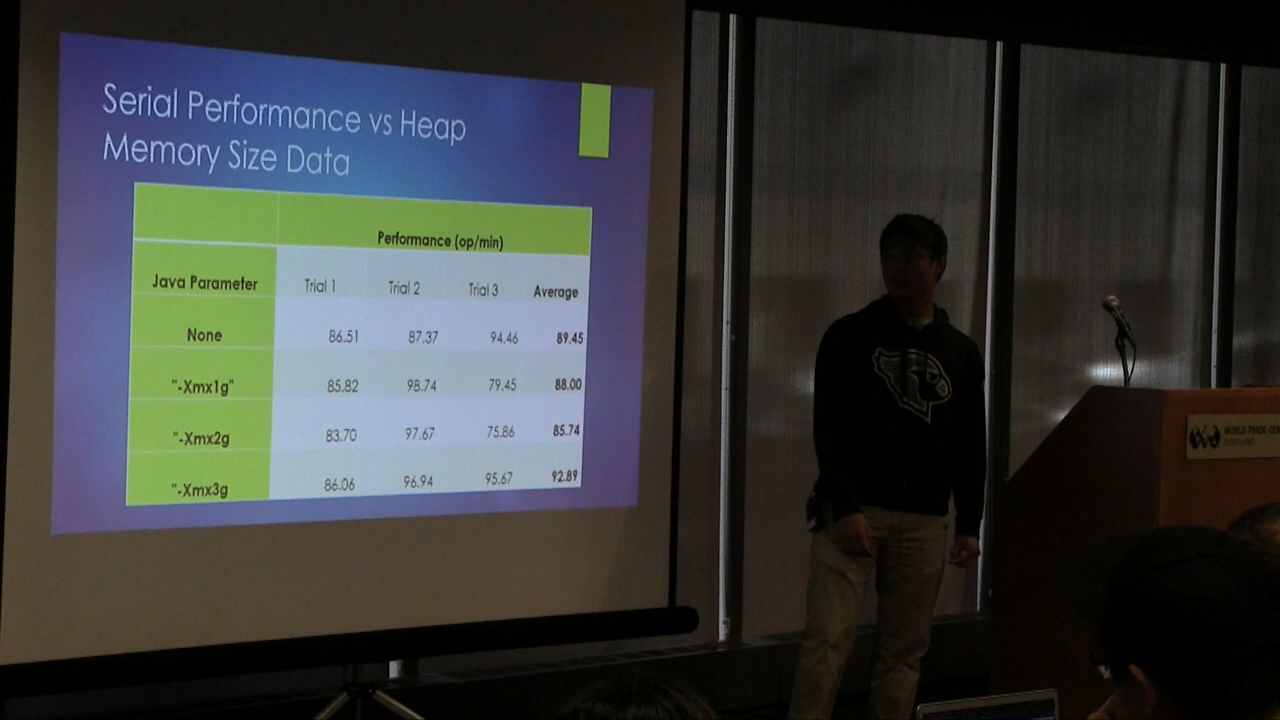 Serial Performance vs Heap
Memory Size Data
Performance (op/min)
Java Parameter Trial 1 Trial 2 Trial 3 Average
None 86.51 87.37 94.46 89.45
"-Xmx1g" 85.82 98.74 79.45 88.00
"-Xmx2g 83.70 97.67 75.86 85.74
"-Xmx3g 86.06 96.94 95.67 92.89
WORLD TRADE CEN
PORTLAND